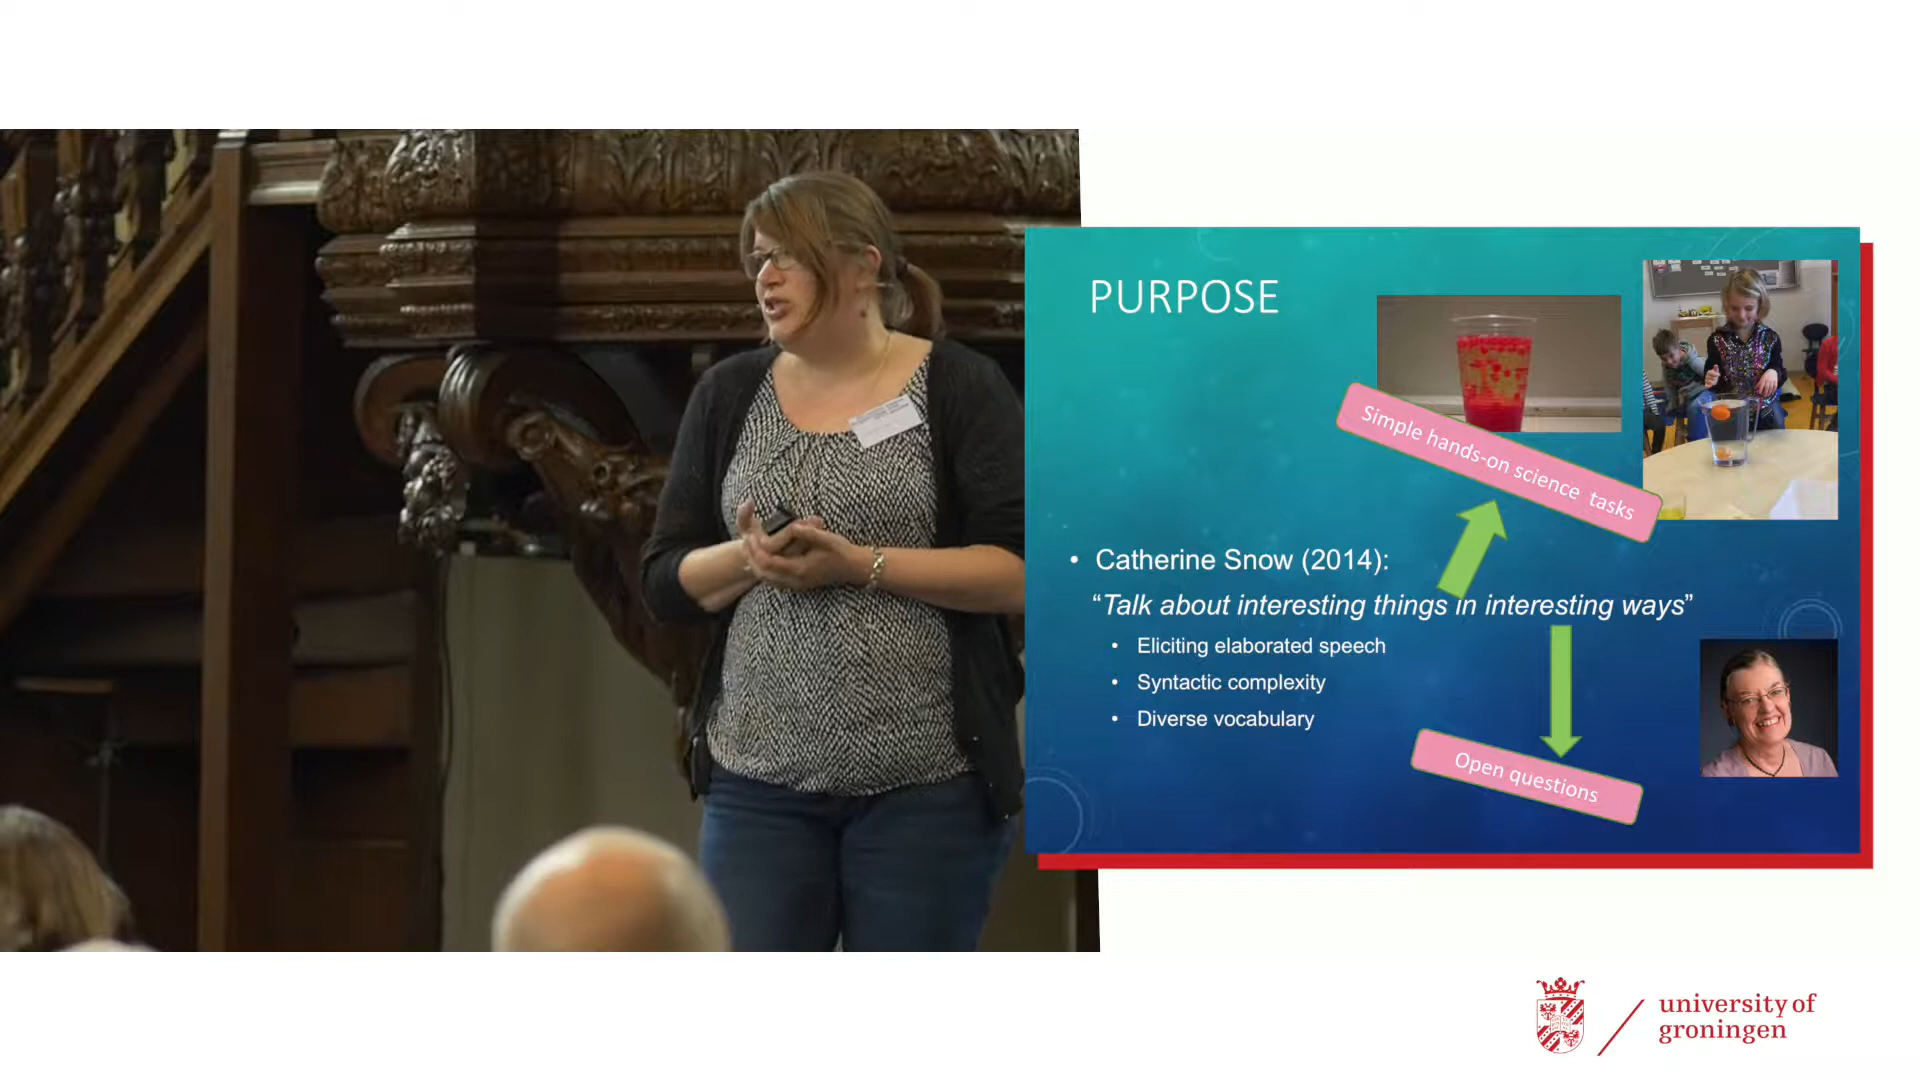 PURPOSE
Simple hands-on science tasks
• Catherine Snow (2014):
“Talk about interesting things in interesting ways”
• Eliciting elaborated speech
• Syntactic complexity
• Diverse vocabulary
Open questions
university of
groningen